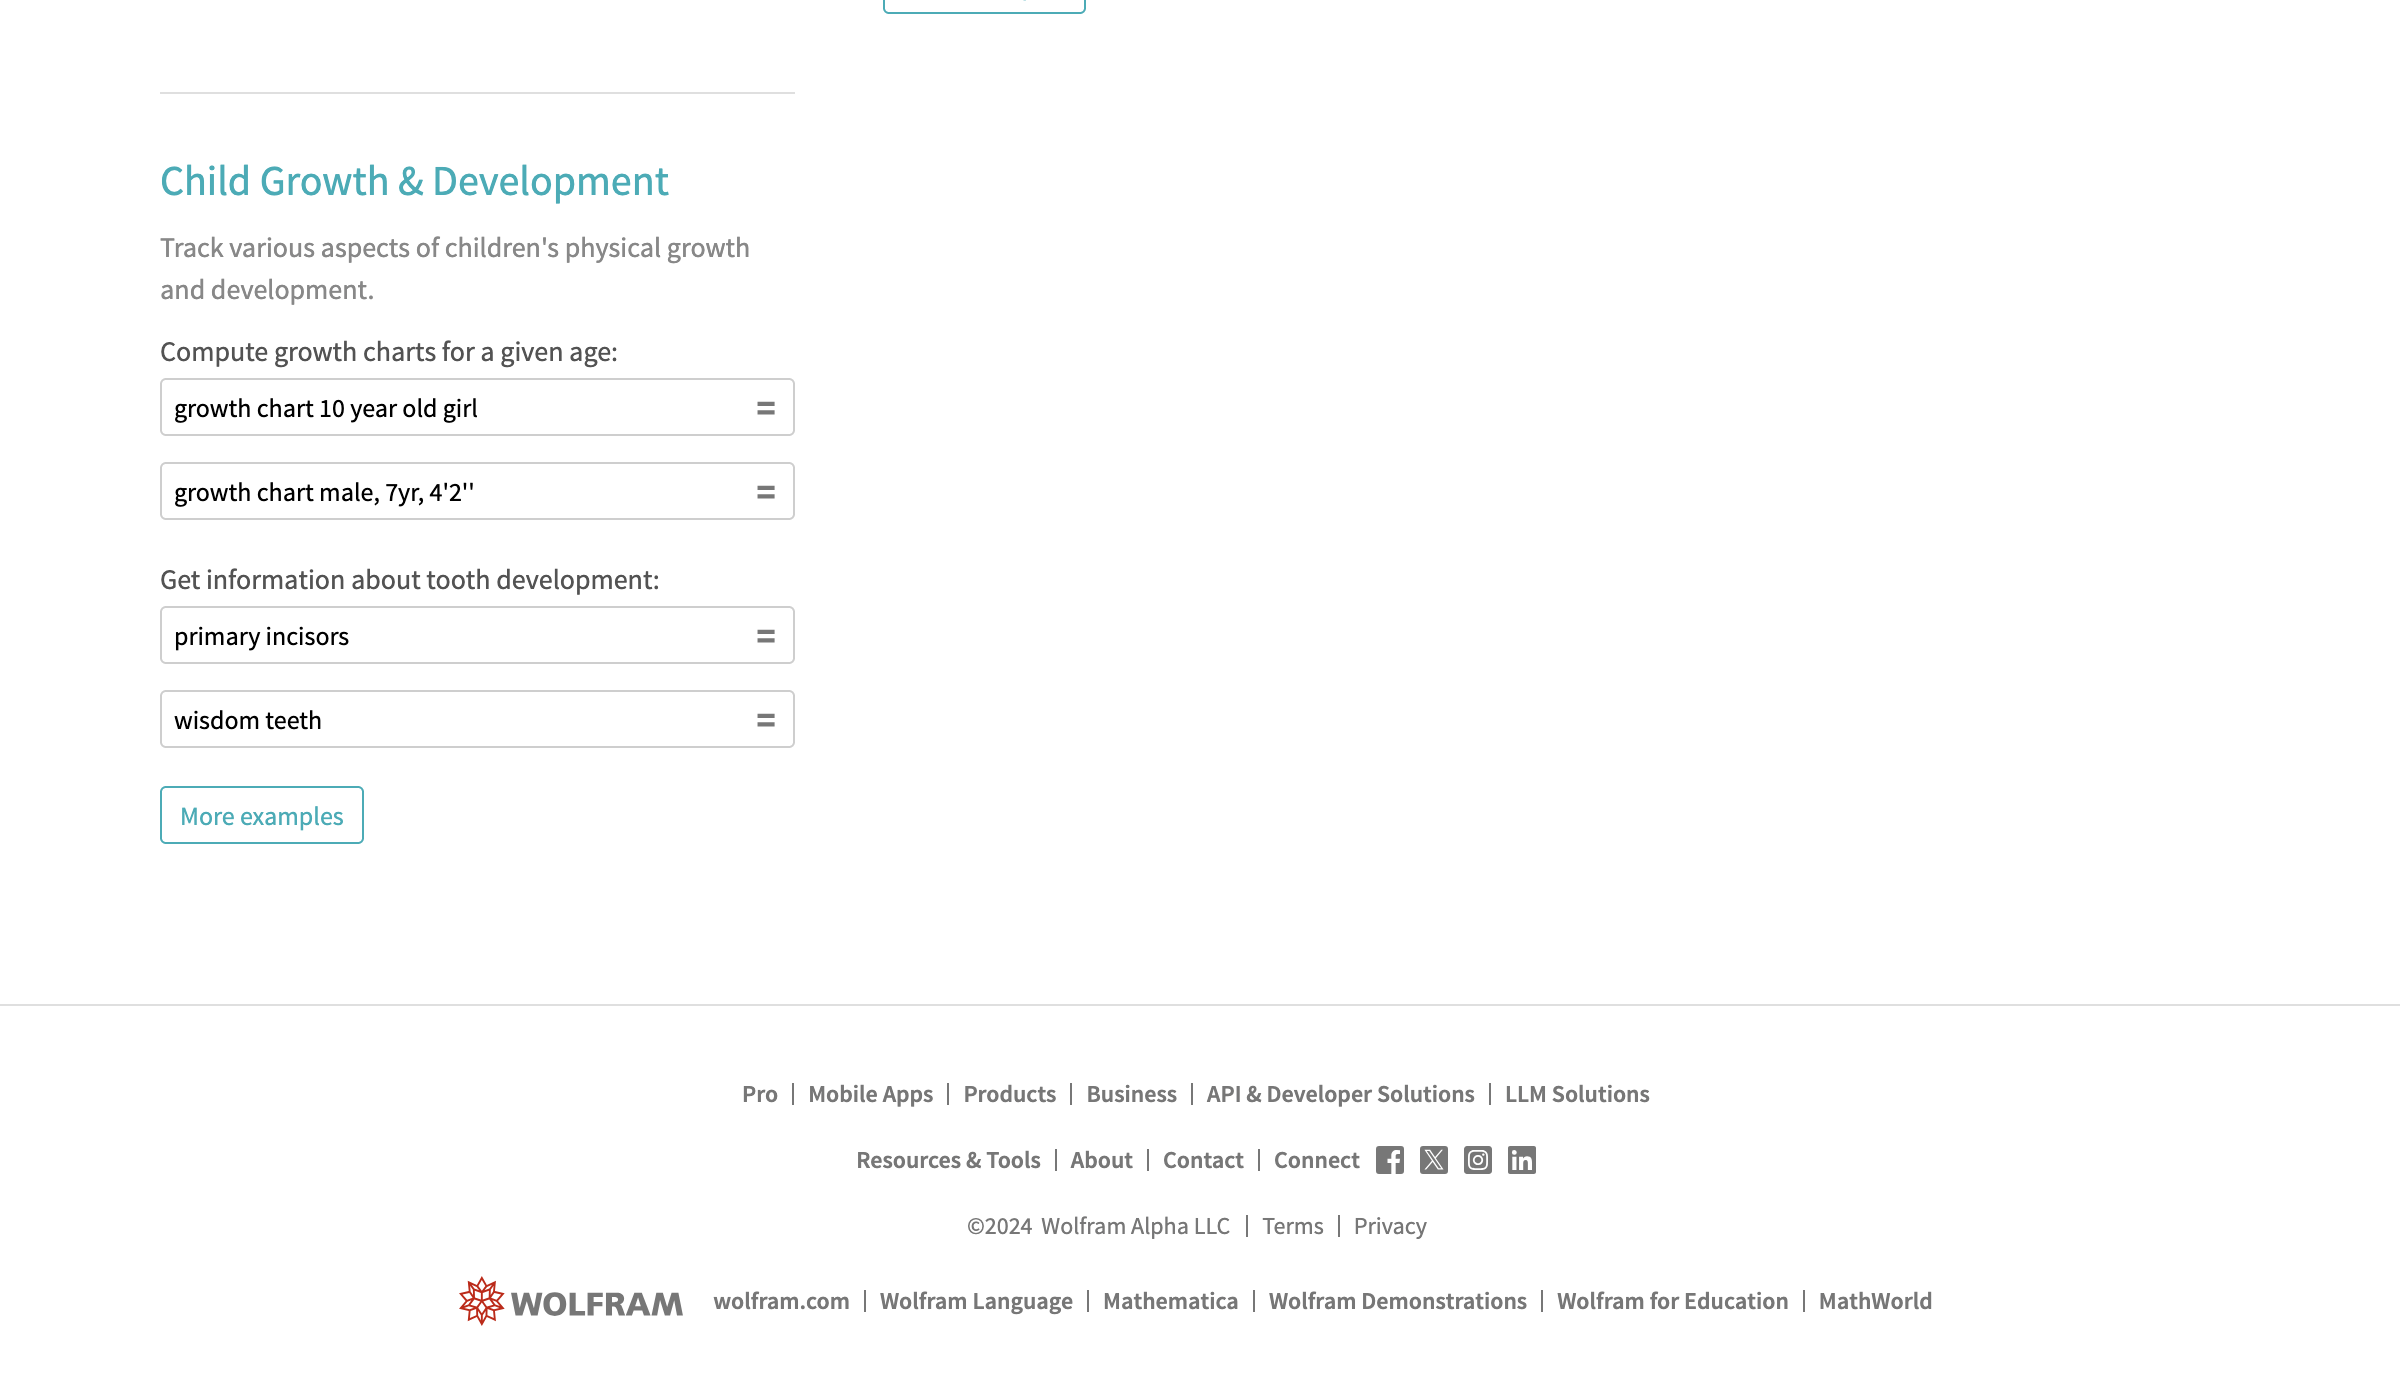 Child Growth & Development
Track various aspects of children's physical growth
and development.
Compute growth charts for a given age:
growth chart 10 year old girl
growth chart male, 7yr, 4'2''
Get information about tooth development:
primary incisors
wisdom teeth
More examples
Pro | Mobile Apps | Products | Business | API & Developer Solutions | LLM Solutions
Resources & Tools | About | Contact | Connect
©2024 Wolfram Alpha LLC | Terms | Privacy
WOLFRAM wolfram.com | Wolfram Language | Mathematica | Wolfram Demonstrations | Wolfram for Education | MathWorld